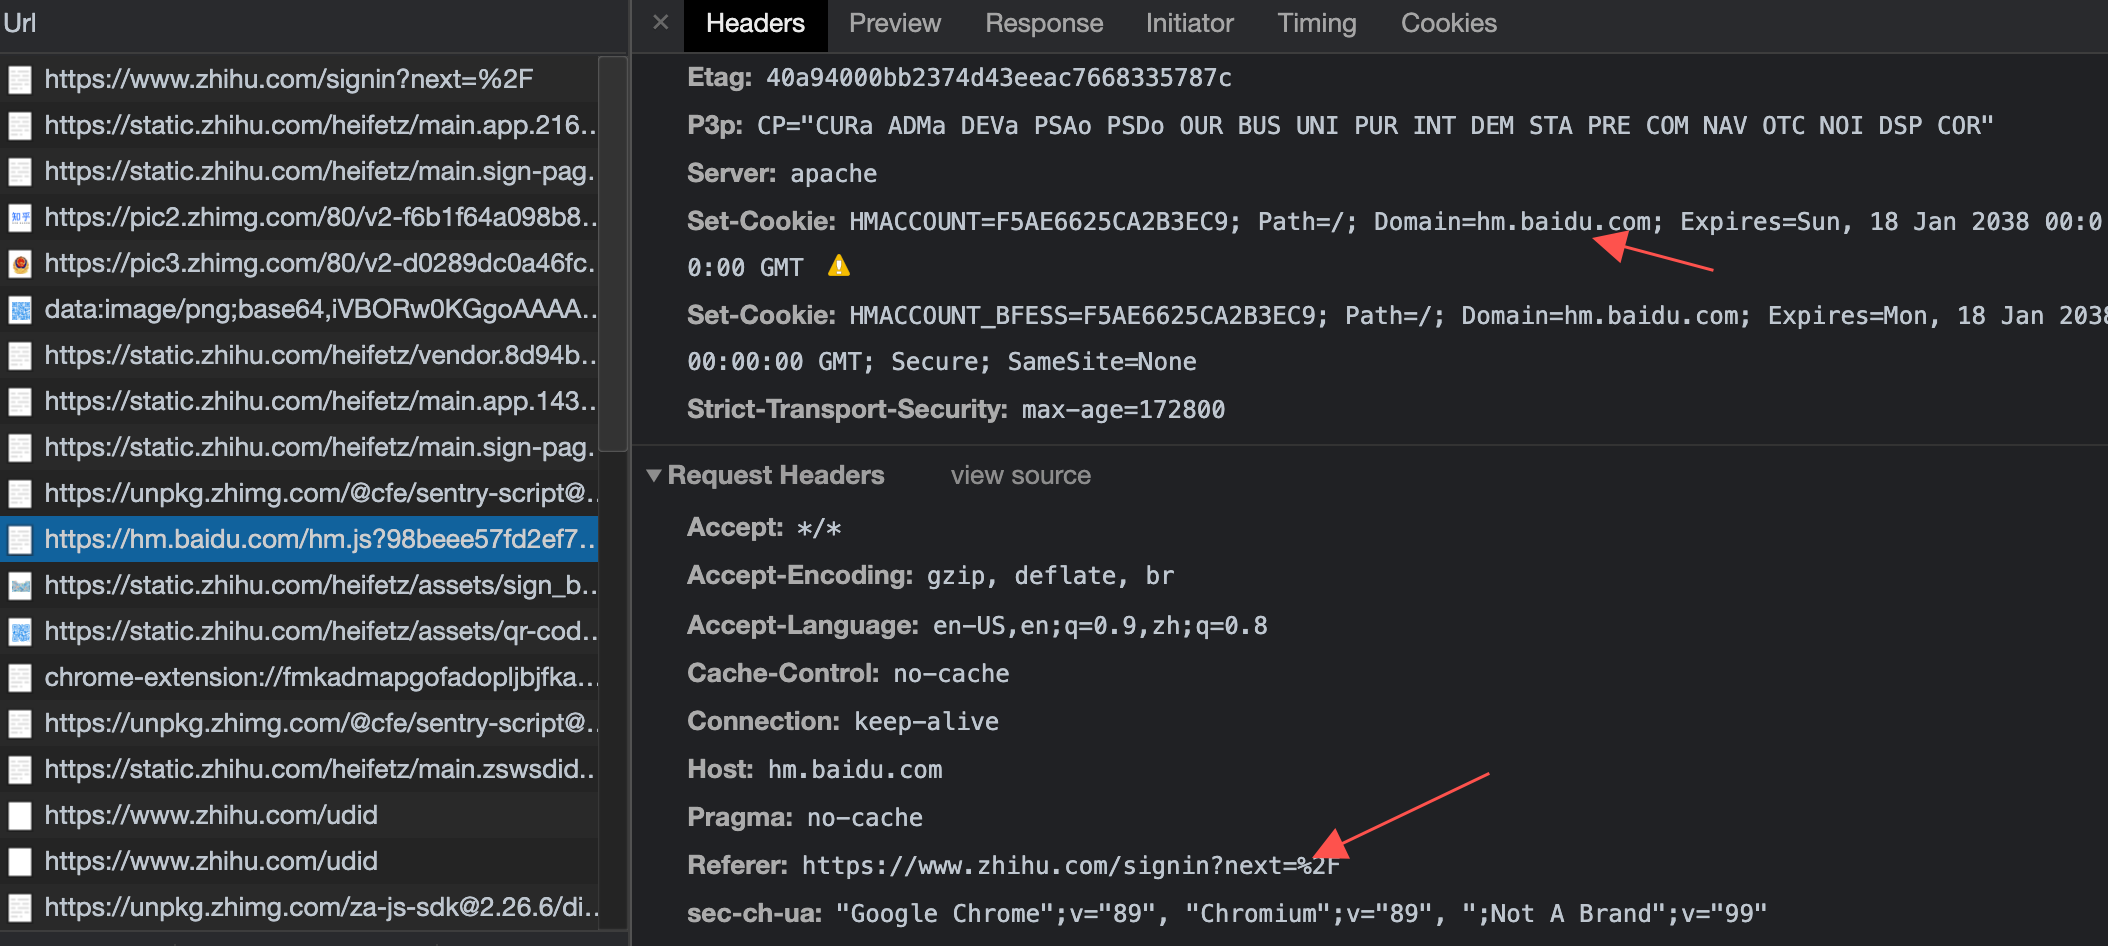 Url
https://www.zhihu.com/signin?next=%2F
https://static.zhihu.com/heifetz/main.app.216...
https://static.zhihu.com/heifetz/main.sign-pag...
https://pic2.zhimg.com/80/v2-f6b1f64a098b8...
https://pic3.zhimg.com/80/v2-d0289dc0a46fc...
data:image/png;base64,iVBORw0KGgoAAAA...
https://static.zhihu.com/heifetz/vendor.8d94b...
https://static.zhihu.com/heifetz/main.app.143...
https://static.zhihu.com/heifetz/main.sign-pag...
https://unpkg.zhimg.com/@cfe/sentry-script@...
https://hm.baidu.com/hm.js?98beee57fd2ef7...
https://static.zhihu.com/heifetz/assets/sign_b...
https://static.zhihu.com/heifetz/assets/qr-cod...
chrome-extension://fmkadmapgofadopljbjfka...
https://unpkg.zhimg.com/@cfe/sentry-script@...
https://static.zhihu.com/heifetz/main.zswsdid...
https://www.zhihu.com/udid
https://www.zhihu.com/udid
https://unpkg.zhimg.com/za-js-sdk@2.26.6/di...
× Headers Preview Response Initiator Timing Cookies
Etag: 40a94000bb2374d43eeac7668335787c
P3p: CP="CURa ADMa DEVa PSAo PSDo OUR BUS UNI PUR INT DEM STA PRE COM NAV OTC NOI DSP COR"
Server: apache
Set-Cookie: HMACCOUNT=F5AE6625CA2B3EC9; Path=/; Domain=hm.baidu.com; Expires=Sun, 18 Jan 2038 00:0
0:00 GMT
Set-Cookie: HMACCOUNT_BFESS=F5AE6625CA2B3EC9; Path=/; Domain=hm.baidu.com; Expires=Mon, 18 Jan 2038
00:00:00 GMT; Secure; SameSite=None
Strict-Transport-Security: max-age=172800
Request Headers view source
Accept: */*
Accept-Encoding: gzip, deflate, br
Accept-Language: en-US,en;q=0.9,zh;q=0.8
Cache-Control: no-cache
Connection: keep-alive
Host: hm.baidu.com
Pragma: no-cache
Referer: https://www.zhihu.com/signin?next=%2F
sec-ch-ua: "Google Chrome";v="89", "Chromium";v="89", ";Not A Brand";v="99"